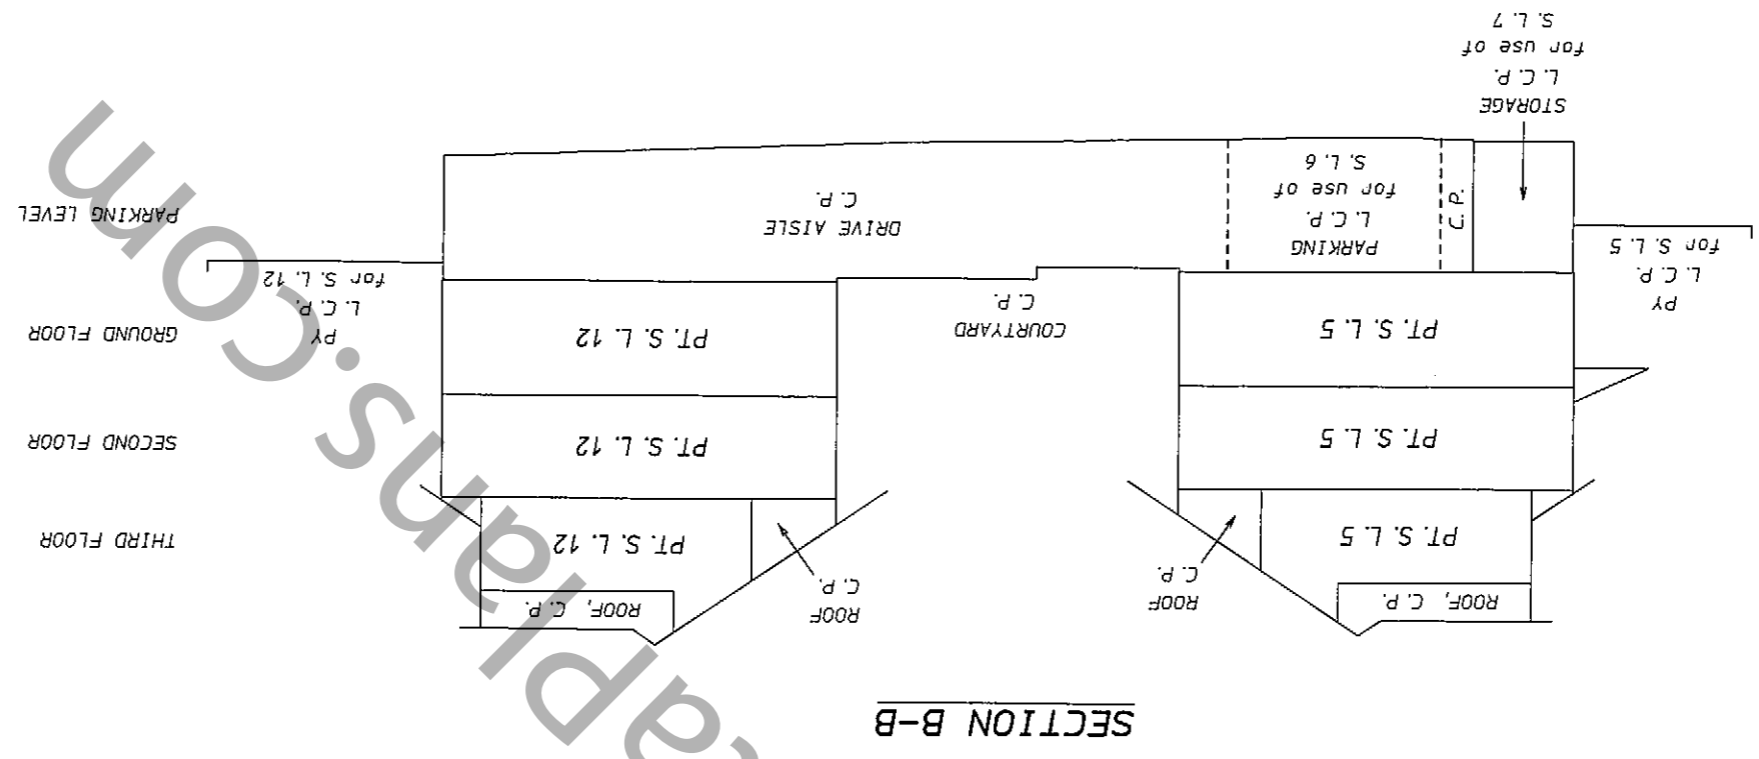 SECTION B-B
ROOF, C. P.
ROOF
C. P.
ROOF
C. P.
ROOF, C. P.
THIRD FLOOR
PT. S. L. 5
PT. S. L. 12
SECOND FLOOR
PT. S. L. 5
PT. S. L. 12
GROUND FLOOR
PY
L. C. P.
for S. L. 5
PT. S. L. 5
COURTYARD
C. P.
PT. S. L. 12
PY
L. C. P.
for S. L. 12
PARKING LEVEL
C. P.
PARKING
L. C. P.
for use of
S. L. 6
DRIVE AISLE
C. P.
STORAGE
L. C. P.
for use of
S. L. 7
aplans.com